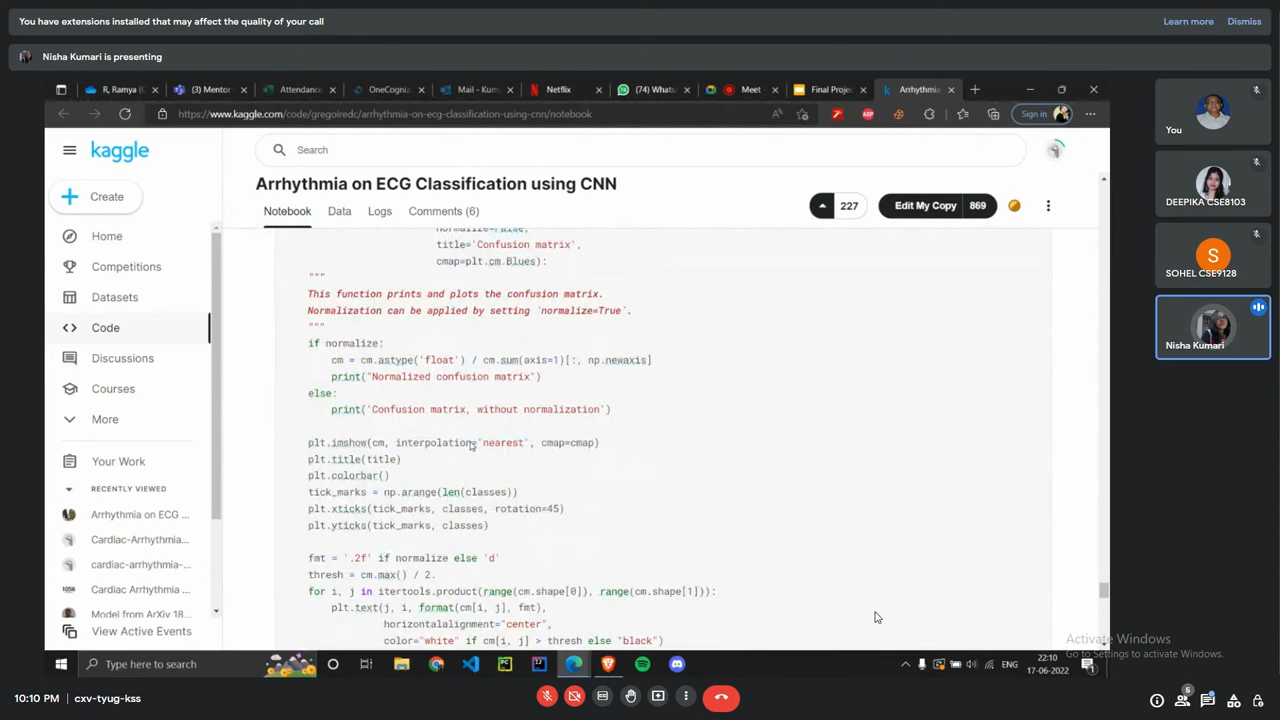 You have extensions installed that may affect the quality of your call
Learn more
Dismiss
Nisha Kumari is presenting
R, Ramya (
(3) Mentor
Attendance
OneCogniz
Mail - Kum
Netflix
(74) Whats
Meet
Final Proje
Arrhythmia
https://www.kaggle.com/code/gregoiredc/arrhythmia-on-ecg-classification-using-cnn/notebook
Sign in
kaggle
Search
Create
Arrhythmia on ECG Classification using CNN
Notebook
Data
Logs
Comments (6)
227
Edit My Copy
869
Home
Competitions
Datasets
Code
Discussions
Courses
More
Your Work
RECENTLY VIEWED
Arrhythmia on ECG ...
Cardiac-Arrhythmia...
cardiac-arrhythmia-...
Cardiac Arrhythmia
Model from ArXiv 18...
View Active Events
normalize=False,
title='Confusion matrix',
cmap=plt.cm.Blues):
"""
This function prints and plots the confusion matrix.
Normalization can be applied by setting `normalize=True`.
"""
if normalize:
cm = cm.astype('float') / cm.sum(axis=1)[:, np.newaxis]
print("Normalized confusion matrix")
else:
print('Confusion matrix, without normalization')
plt.imshow(cm, interpolation='nearest', cmap=cmap)
plt.title(title)
plt.colorbar()
tick_marks = np.arange(len(classes))
plt.xticks(tick_marks, classes, rotation=45)
plt.yticks(tick_marks, classes)
fmt = '.2f' if normalize else 'd'
thresh = cm.max() / 2.
for i, j in itertools.product(range(cm.shape[0]), range(cm.shape[1])):
plt.text(j, i, format(cm[i, j], fmt),
horizontalalignment="center",
color="white" if cm[i, j] > thresh else "black")
You
DEEPIKA CSE8103
S
SOHEL CSE9128
Nisha Kumari
Activate Windows
Go to Settings to activate Windows.
Type here to search
ENG
22:10
17-06-2022
1
10:10 PM
cxv-tyug-kss
6